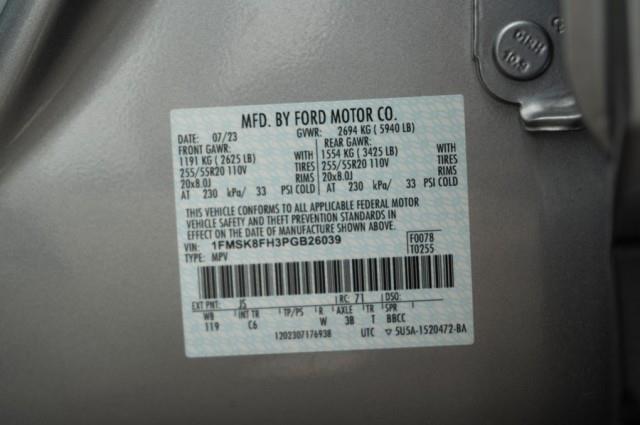 CO
GHH
10.9
MFD. BY FORD MOTOR CO.
DATE: 07/23 GVWR: 2694 KG ( 5940 LB)
FRONT GAWR: REAR GAWR:
1191 KG ( 2625 LB) WITH 1554 KG ( 3425 LB) WITH
255/55R20 110V TIRES 255/55R20 110V TIRES
20x8.0J RIMS 20x8.0J RIMS
AT 230 kPa/ 33 PSI COLD AT 230 kPa/ 33 PSI COLD
THIS VEHICLE CONFORMS TO ALL APPLICABLE FEDERAL MOTOR
VEHICLE SAFETY AND THEFT PREVENTION STANDARDS IN
EFFECT ON THE DATE OF MANUFACTURE SHOWN ABOVE.
VIN: 1FMSK8FH3PGB26039 F0078
TYPE: MPV T0255
EXT PNT: JS RC: 71 DSO:
WB INT TR TP/PS R AXLE TR SPR
119 C6 W 3B T BBCC
1202307176938 UTC 5U5A-1520472-BA